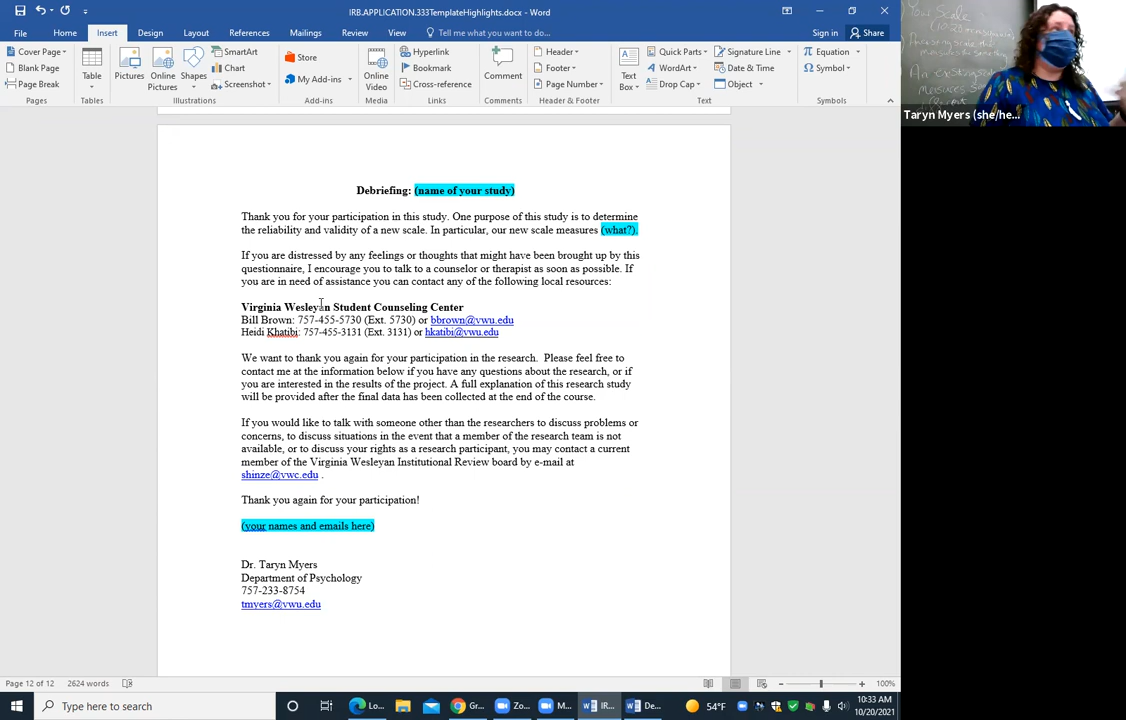 IRB.APPLICATION.333TemplateHighlights.docx - Word
File Home Insert Design Layout References Mailings Review View Tell me what you want to do... Sign in Share
Cover Page
Blank Page
Page Break
Pages
Table
Tables
Pictures
Online Pictures
Shapes
SmartArt
Chart
Screenshot
Illustrations
Store
My Add-ins
Add-ins
Online Video
Media
Hyperlink
Bookmark
Cross-reference
Links
Comment
Comments
Header
Footer
Page Number
Header & Footer
Text Box
Quick Parts
WordArt
Drop Cap
Signature Line
Date & Time
Object
Text
Equation
Symbol
Symbols
Your Scale
Taryn Myers (she/he...
Debriefing: (name of your study)
Thank you for your participation in this study. One purpose of this study is to determine
the reliability and validity of a new scale. In particular, our new scale measures (what?).
If you are distressed by any feelings or thoughts that might have been brought up by this
questionnaire, I encourage you to talk to a counselor or therapist as soon as possible. If
you are in need of assistance you can contact any of the following local resources:
Virginia Wesleyan Student Counseling Center
Bill Brown: 757-455-5730 (Ext. 5730) or bbrown@vwu.edu
Heidi Khatibi: 757-455-3131 (Ext. 3131) or hkatibi@vwu.edu
We want to thank you again for your participation in the research. Please feel free to
contact me at the information below if you have any questions about the research, or if
you are interested in the results of the project. A full explanation of this research study
will be provided after the final data has been collected at the end of the course.
If you would like to talk with someone other than the researchers to discuss problems or
concerns, to discuss situations in the event that a member of the research team is not
available, or to discuss your rights as a research participant, you may contact a current
member of the Virginia Wesleyan Institutional Review board by e-mail at
shinze@vwc.edu .
Thank you again for your participation!
(your names and emails here)
Dr. Taryn Myers
Department of Psychology
757-233-8754
tmyers@vwu.edu
Page 12 of 12 2624 words 100%
Type here to search Lo... Gr... Zo... M... IR... De... 54°F 10:33 AM
10/20/2021